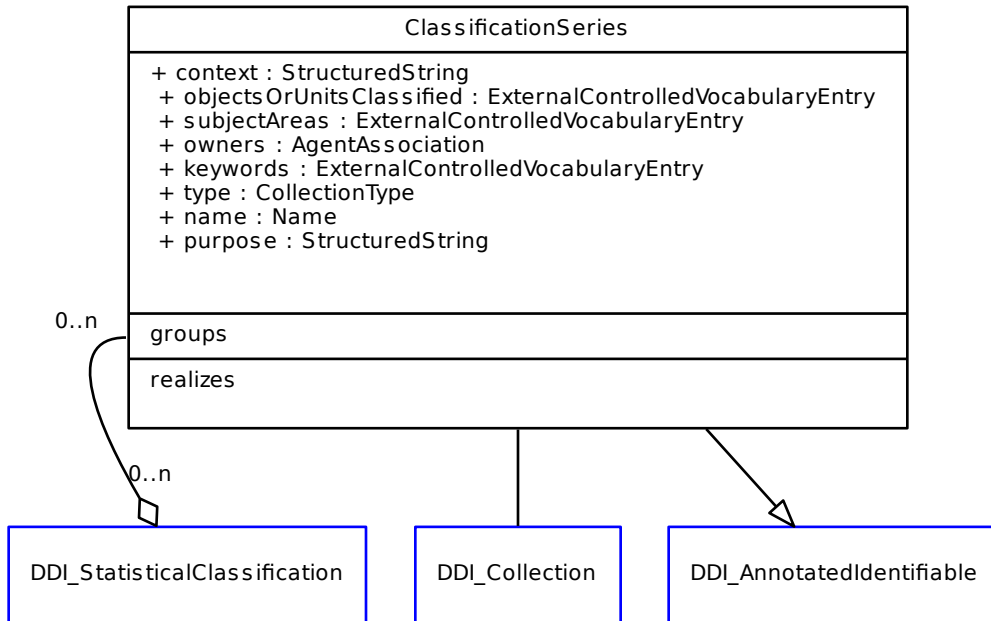 ClassificationSeries
+ context : StructuredString
+ objectsOrUnitsClassified : ExternalControlledVocabularyEntry
+ subjectAreas : ExternalControlledVocabularyEntry
+ owners : AgentAssociation
+ keywords : ExternalControlledVocabularyEntry
+ type : CollectionType
+ name : Name
+ purpose : StructuredString
0..n
groups
realizes
0..n
DDI_StatisticalClassification
DDI_Collection
DDI_AnnotatedIdentifiable